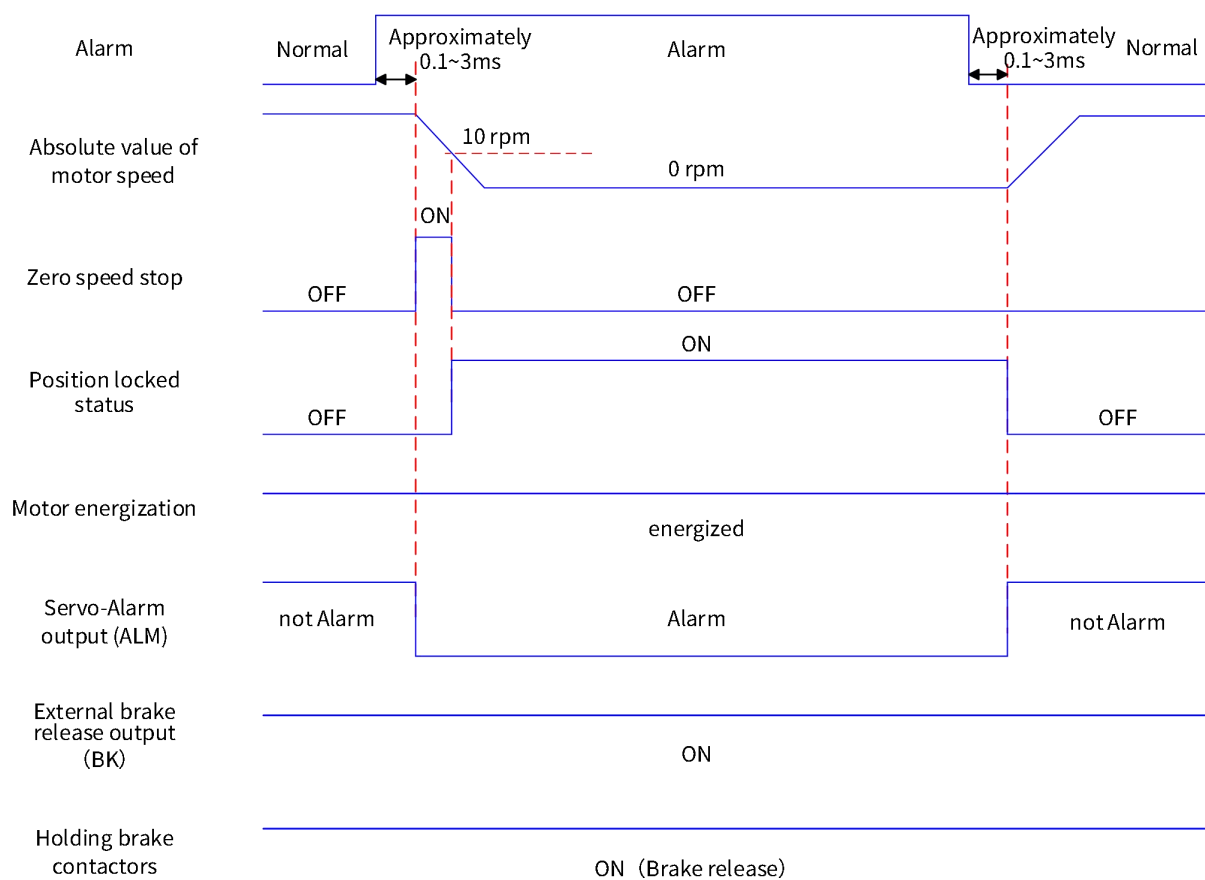 Alarm
Normal
Approximately
0.1~3ms
Alarm
Approximately
0.1~3ms
Normal
Absolute value of
motor speed
10 rpm
0 rpm
Zero speed stop
ON
OFF
OFF
Position locked
status
ON
OFF
OFF
Motor energization
energized
Servo-Alarm
output (ALM)
not Alarm
Alarm
not Alarm
External brake
release output
（BK）
ON
Holding brake
contactors
ON（Brake release）